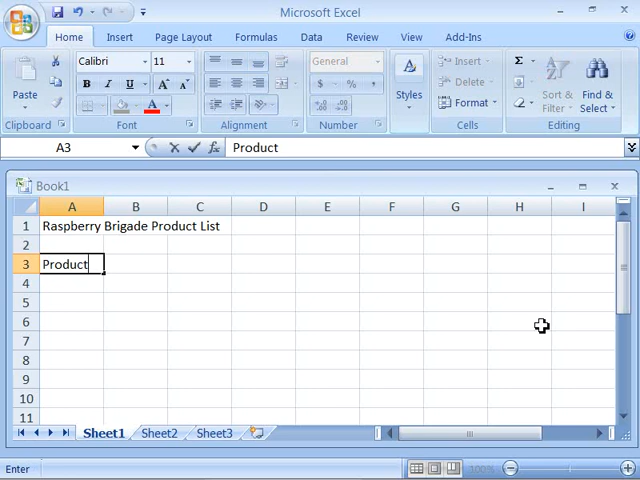 Microsoft Excel
Home Insert Page Layout Formulas Data Review View Add-Ins
Paste
Clipboard
Calibri 11
B I U A A
A
Font
Alignment
General
$ % ,
Number
Styles
Insert
Delete
Format
Cells
Σ
Sort & Filter
Find & Select
Editing
A3 fx Product
Book1
A B C D E F G H I
1 Raspberry Brigade Product List
2
3 Product
4
5
6
7
8
9
10
11
Sheet1 Sheet2 Sheet3
Enter 100%